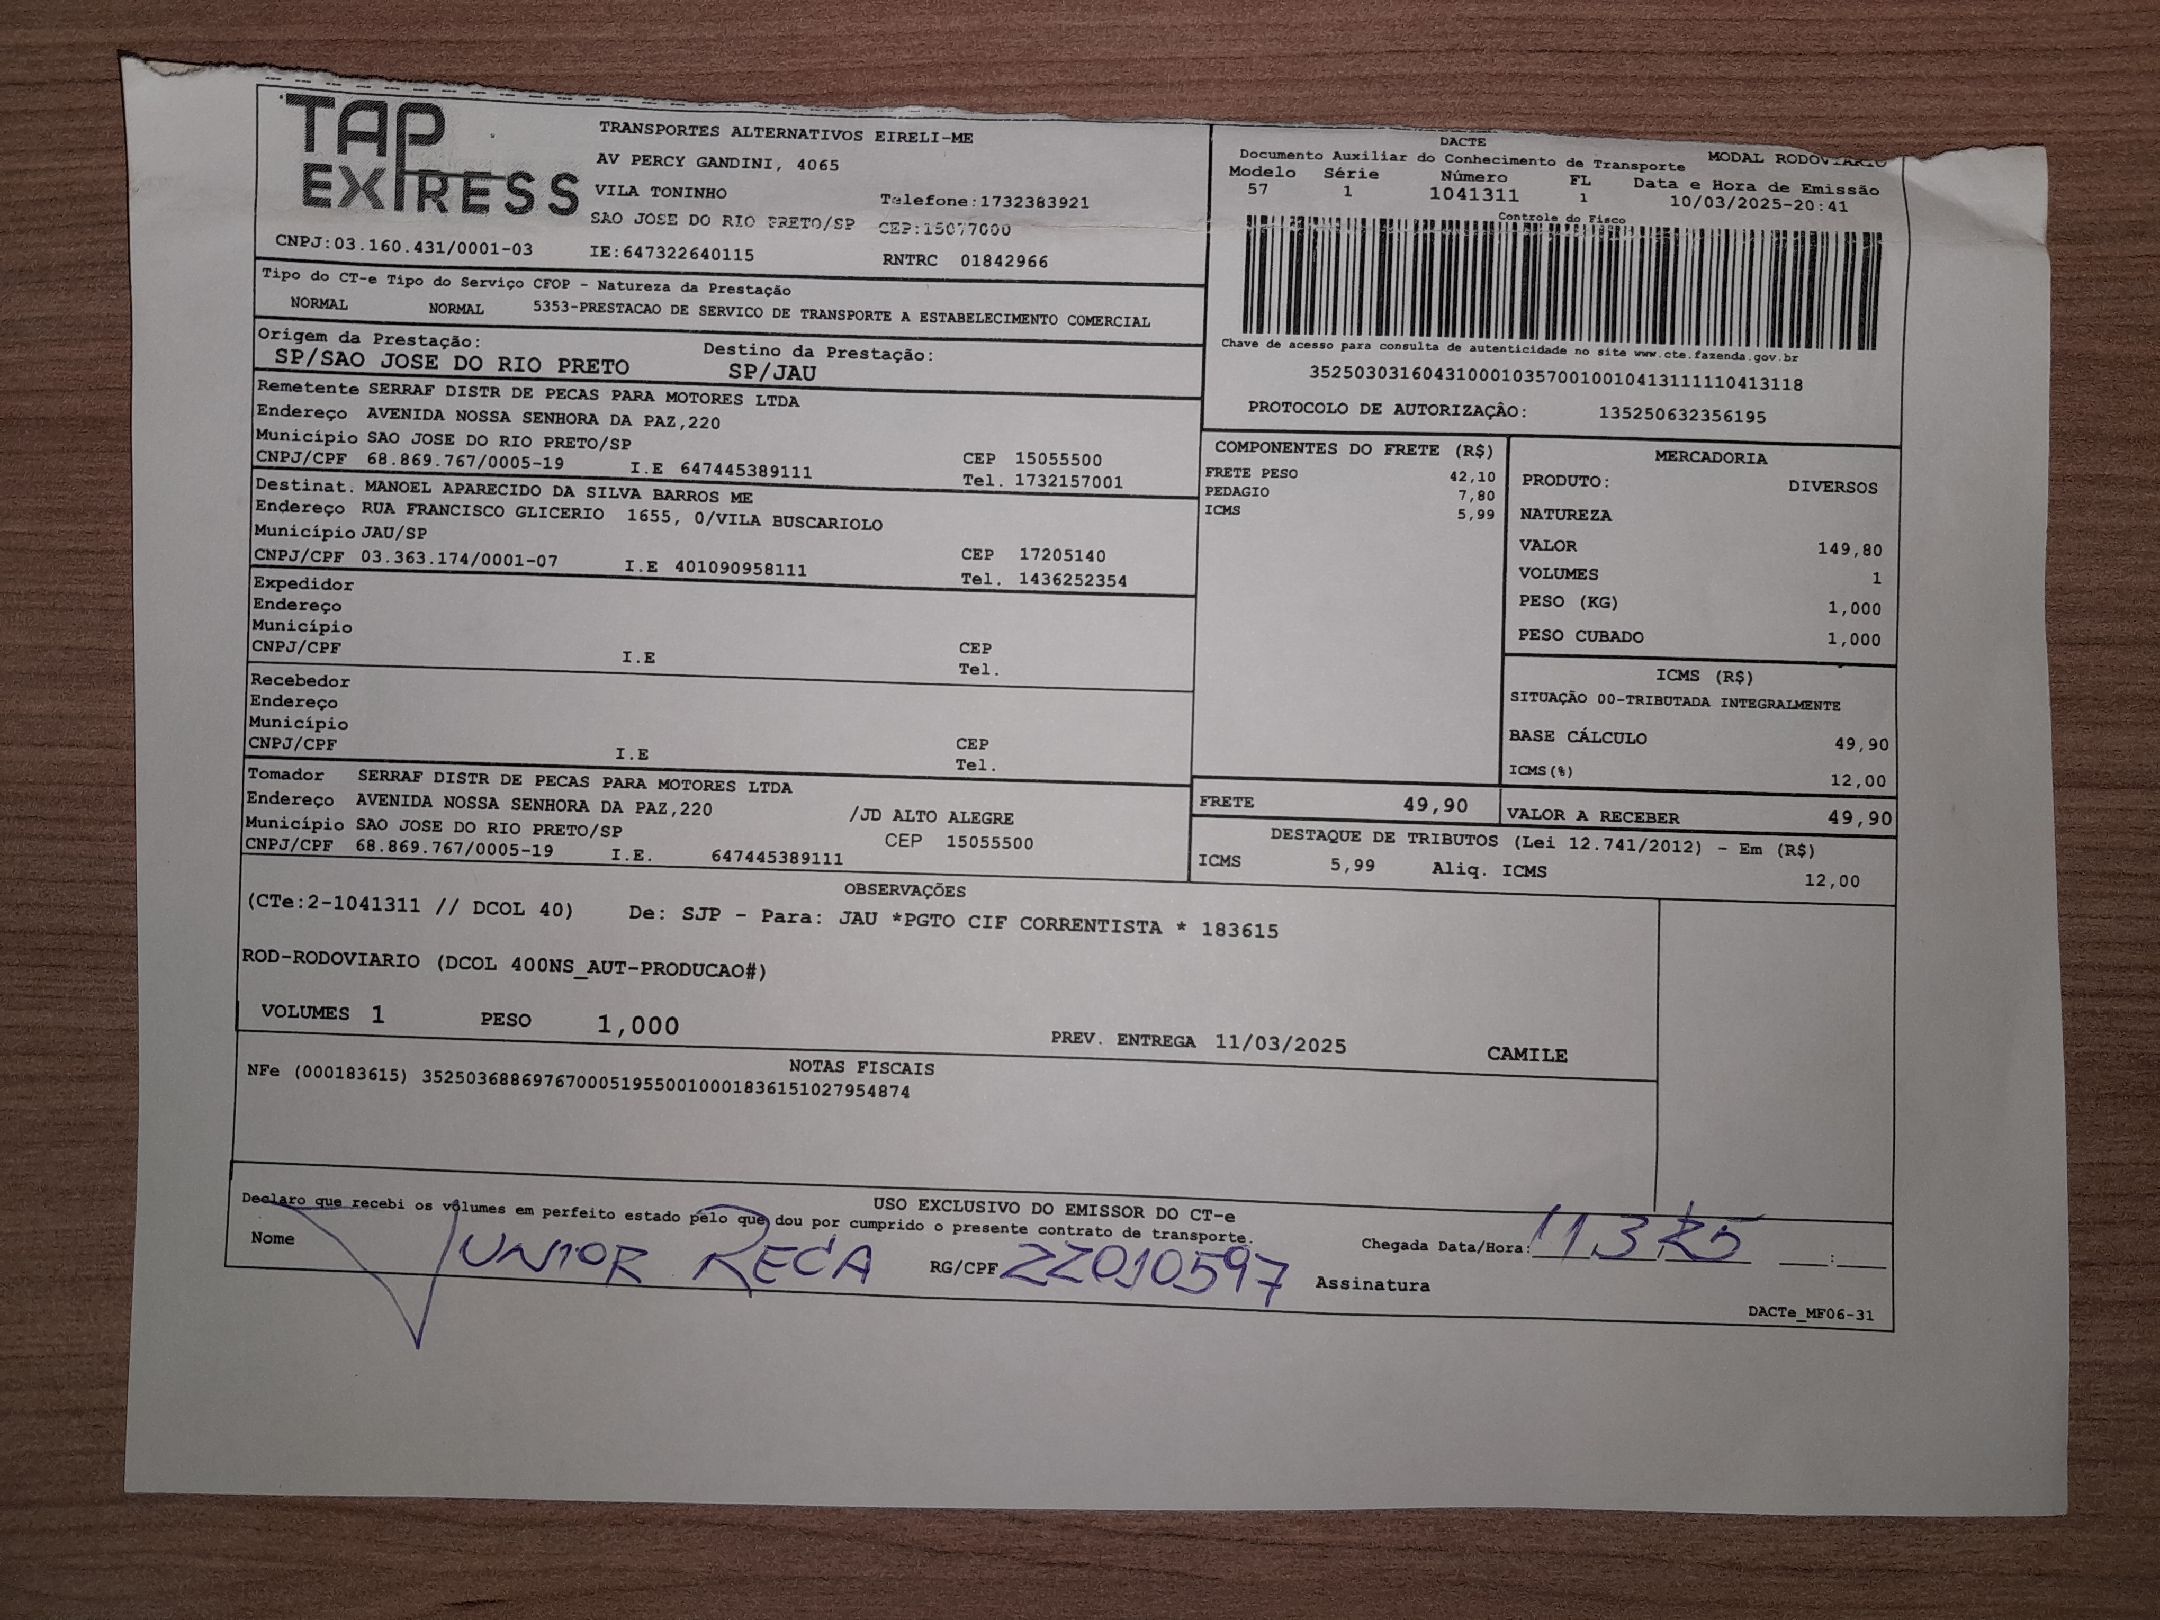 TAP EXPRESS
TRANSPORTES ALTERNATIVOS EIRELI-ME
AV PERCY GANDINI, 4065
VILA TONINHO Telefone:1732383921
SAO JOSE DO RIO PRETO/SP CEP:15077000
CNPJ:03.160.431/0001-03 IE:647322640115 RNTRC 01842966
DACTE
Documento Auxiliar do Conhecimento de Transporte MODAL RODOVIARIO
Modelo Série Número FL Data e Hora de Emissão
57 1 1041311 1 10/03/2025-20:41
Controle do Fisco
Chave de acesso para consulta de autenticidade no site www.cte.fazenda.gov.br
35250303160431000103570010010413111110413118
PROTOCOLO DE AUTORIZAÇÃO: 135250632356195
Tipo do CT-e Tipo do Serviço CFOP - Natureza da Prestação
NORMAL NORMAL 5353-PRESTACAO DE SERVICO DE TRANSPORTE A ESTABELECIMENTO COMERCIAL
Origem da Prestação: Destino da Prestação:
SP/SAO JOSE DO RIO PRETO SP/JAU
Remetente SERRAF DISTR DE PECAS PARA MOTORES LTDA
Endereço AVENIDA NOSSA SENHORA DA PAZ,220
Município SAO JOSE DO RIO PRETO/SP CEP 15055500
CNPJ/CPF 68.869.767/0005-19 I.E 647445389111 Tel. 1732157001
Destinat. MANOEL APARECIDO DA SILVA BARROS ME
Endereço RUA FRANCISCO GLICERIO 1655, 0/VILA BUSCARIOLO
Município JAU/SP CEP 17205140
CNPJ/CPF 03.363.174/0001-07 I.E 401090958111 Tel. 1436252354
Expedidor
Endereço
Município
CNPJ/CPF I.E CEP
Tel.
Recebedor
Endereço
Município
CNPJ/CPF I.E CEP
Tel.
Tomador SERRAF DISTR DE PECAS PARA MOTORES LTDA
Endereço AVENIDA NOSSA SENHORA DA PAZ,220 /JD ALTO ALEGRE
Município SAO JOSE DO RIO PRETO/SP CEP 15055500
CNPJ/CPF 68.869.767/0005-19 I.E. 647445389111
COMPONENTES DO FRETE (R$)
FRETE PESO 42,10
PEDAGIO 7,80
ICMS 5,99
MERCADORIA
PRODUTO: DIVERSOS
NATUREZA
VALOR 149,80
VOLUMES 1
PESO (KG) 1,000
PESO CUBADO 1,000
ICMS (R$)
SITUAÇÃO 00-TRIBUTADA INTEGRALMENTE
BASE CÁLCULO 49,90
ICMS(%) 12,00
FRETE 49,90 VALOR A RECEBER 49,90
DESTAQUE DE TRIBUTOS (Lei 12.741/2012) - Em (R$)
ICMS 5,99 Aliq. ICMS 12,00
OBSERVAÇÕES
(CTe:2-1041311 // DCOL 40) De: SJP - Para: JAU *PGTO CIF CORRENTISTA * 183615
ROD-RODOVIARIO (DCOL 400NS_AUT-PRODUCAO#)
VOLUMES 1 PESO 1,000 PREV. ENTREGA 11/03/2025 CAMILE
NOTAS FISCAIS
NFe (000183615) 35250368869767000519550010001836151027954874
USO EXCLUSIVO DO EMISSOR DO CT-e
Declaro que recebi os volumes em perfeito estado pelo que dou por cumprido o presente contrato de transporte.
Nome JUNIOR RECA RG/CPF 22010597 Assinatura
Chegada Data/Hora: 11 3 25 :
DACTe_MF06-31